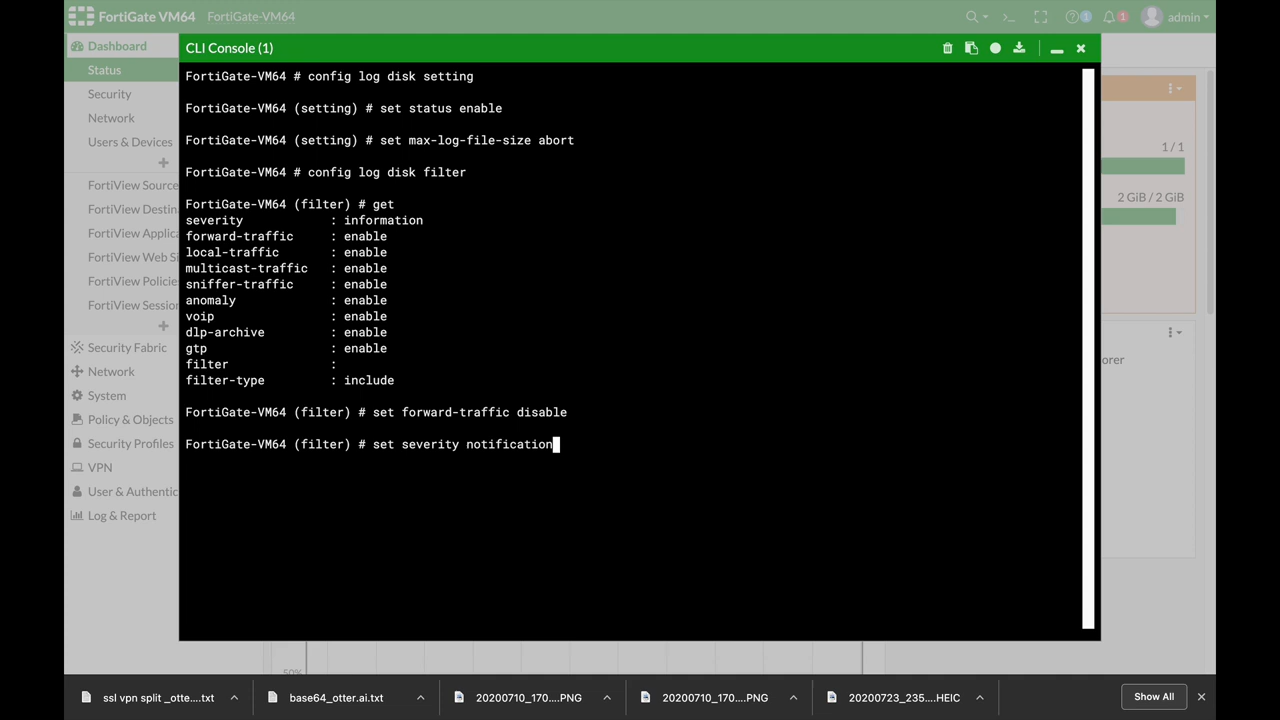 FortiGate VM64 FortiGate-VM64 1 1 admin
Dashboard
Status
Security
Network
Users & Devices
FortiView Source
FortiView Destin
FortiView Applica
FortiView Web Si
FortiView Policies
FortiView Session
Security Fabric
Network
System
Policy & Objects
Security Profiles
VPN
User & Authentic
Log & Report
CLI Console (1)
FortiGate-VM64 # config log disk setting
FortiGate-VM64 (setting) # set status enable
FortiGate-VM64 (setting) # set max-log-file-size abort
FortiGate-VM64 # config log disk filter
FortiGate-VM64 (filter) # get
severity : information
forward-traffic : enable
local-traffic : enable
multicast-traffic : enable
sniffer-traffic : enable
anomaly : enable
voip : enable
dlp-archive : enable
gtp : enable
filter :
filter-type : include
FortiGate-VM64 (filter) # set forward-traffic disable
FortiGate-VM64 (filter) # set severity notification
1 / 1
2 GiB / 2 GiB
orer
50%
ssl vpn split _otte....txt
base64_otter.ai.txt
20200710_170....PNG
20200710_170....PNG
20200723_235....HEIC
Show All